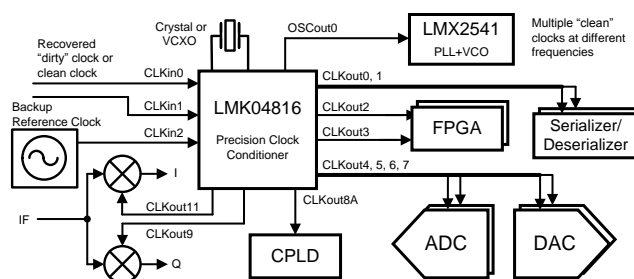 Crystal or
VCXO
OSCout0
LMX2541
PLL+VCO
Multiple "clean"
clocks at different
frequencies
Recovered
"dirty" clock or
clean clock
CLKin0
CLKin1
Backup
Reference Clock
CLKin2
LMK04816
Precision Clock
Conditioner
CLKout0, 1
CLKout2
CLKout3
FPGA
Serializer/
Deserializer
CLKout4, 5, 6, 7
I
CLKout11
IF
CLKout9
Q
CLKout8A
CPLD
ADC
DAC